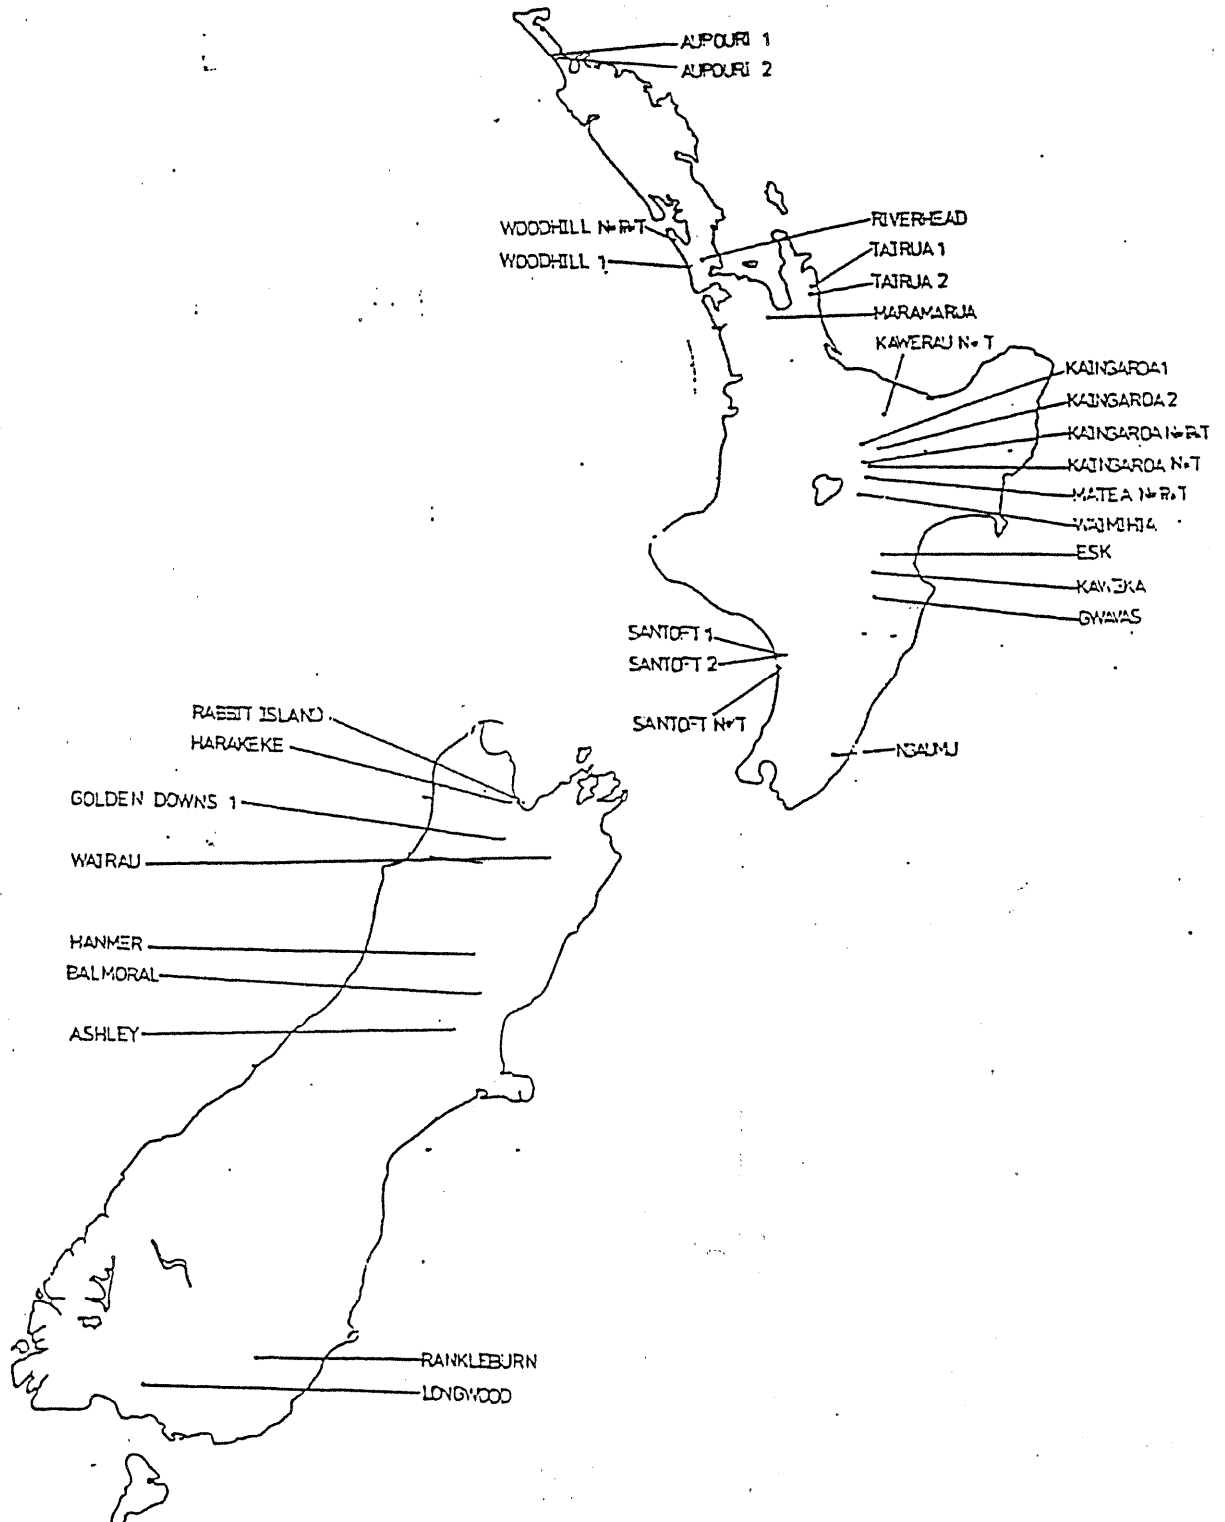 AUPOURI 1
AUPOURI 2
WOODHILL N•R•T
WOODHILL 1
RIVERHEAD
TAIRUA 1
TAIRUA 2
MARAMARUA
KAWERAU N•T
KAINGAROA 1
KAINGAROA 2
KAINGAROA N•R•T
KAINGAROA N•T
MATEA N•R•T
WAIMIHIA
ESK
KAWEKA
GWAVAS
SANTOFT 1
SANTOFT 2
SANTOFT N•T
NGAUMU
RABBIT ISLAND
HARAKEKE
GOLDEN DOWNS 1
WAIRAU
HANMER
BALMORAL
ASHLEY
RANKLEBURN
LONGWOOD